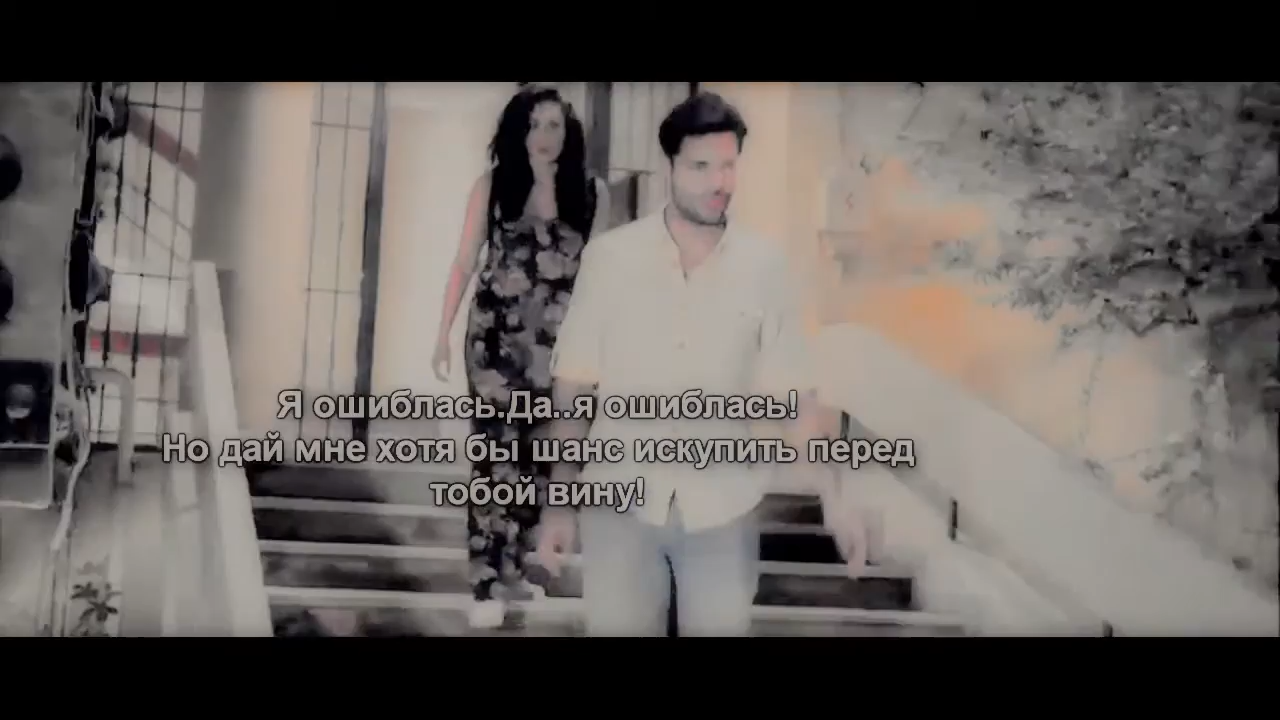 Я ошиблась.Да..я ошиблась!
Но дай мне хотя бы шанс искупить перед
тобой вину!